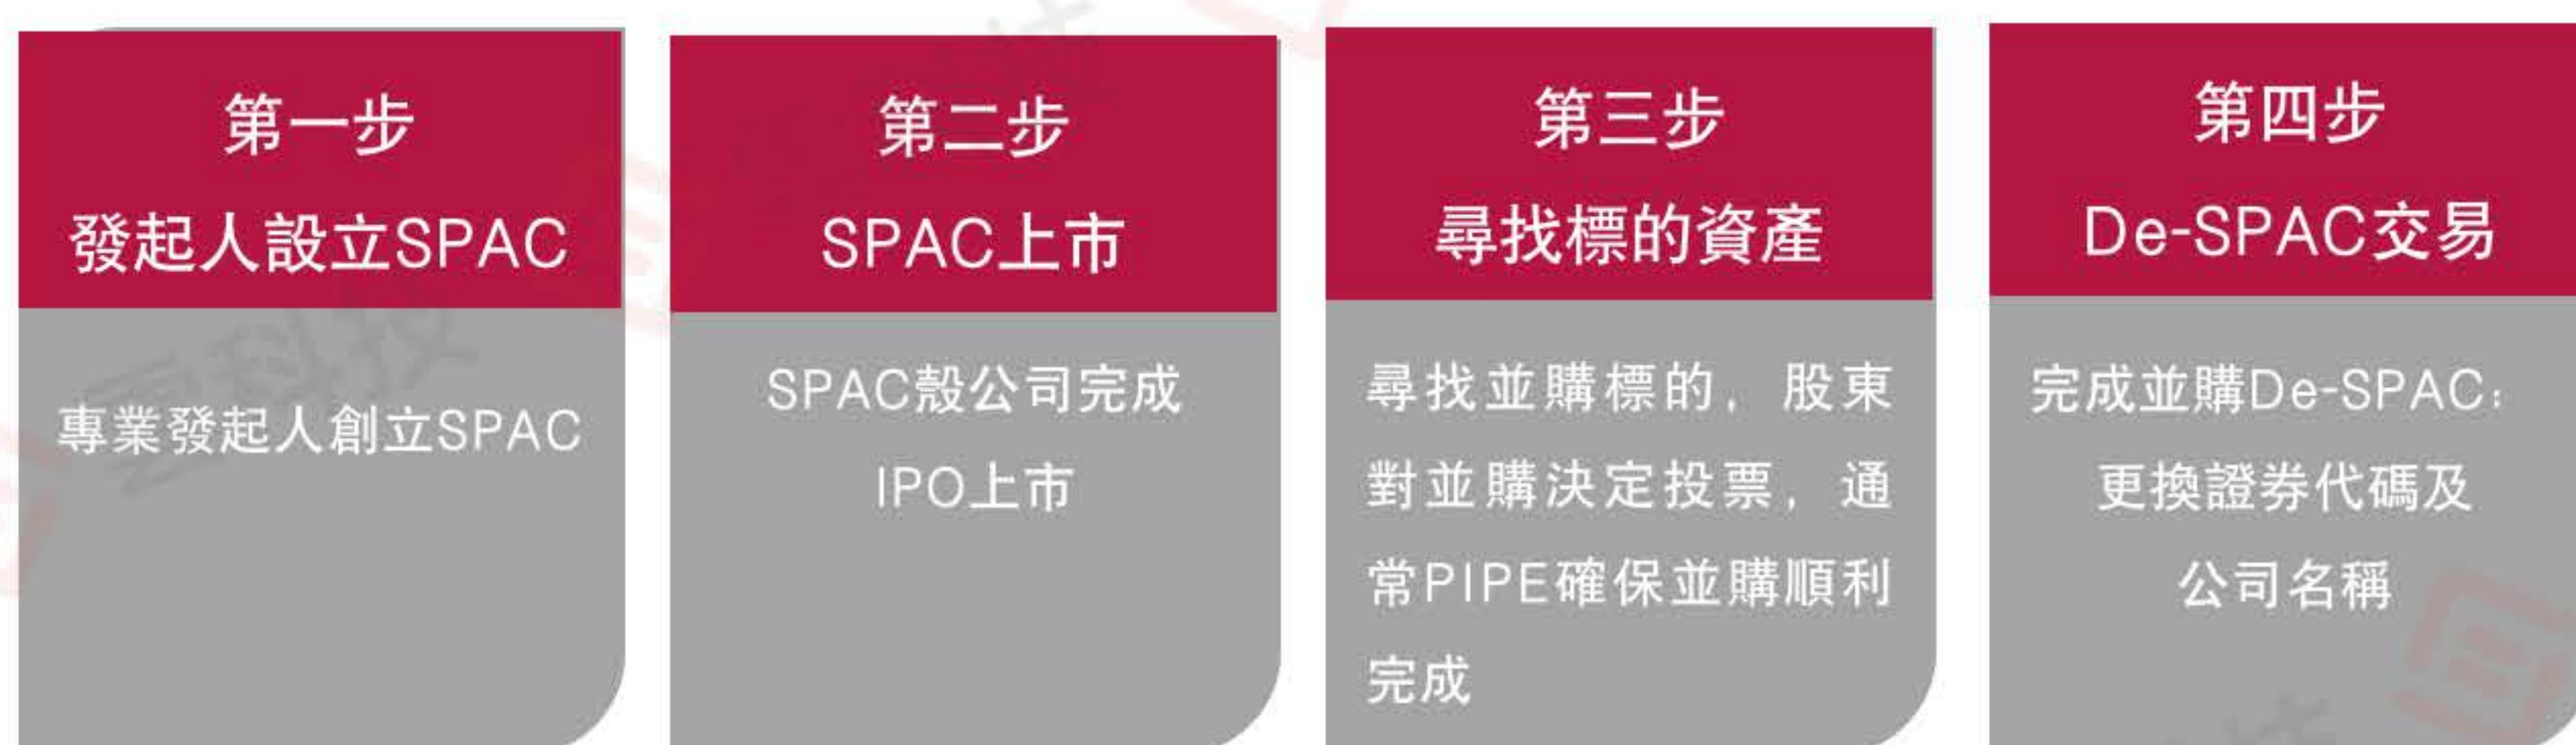 第一步
發起人設立SPAC
專業發起人創立SPAC
第二步
SPAC上市
SPAC殼公司完成
IPO上市
第三步
尋找標的資產
尋找並購標的，股東
對並購決定投票，通
常PIPE確保並購順利
完成
第四步
De-SPAC交易
完成並購De-SPAC：
更換證券代碼及
公司名稱
雲科技